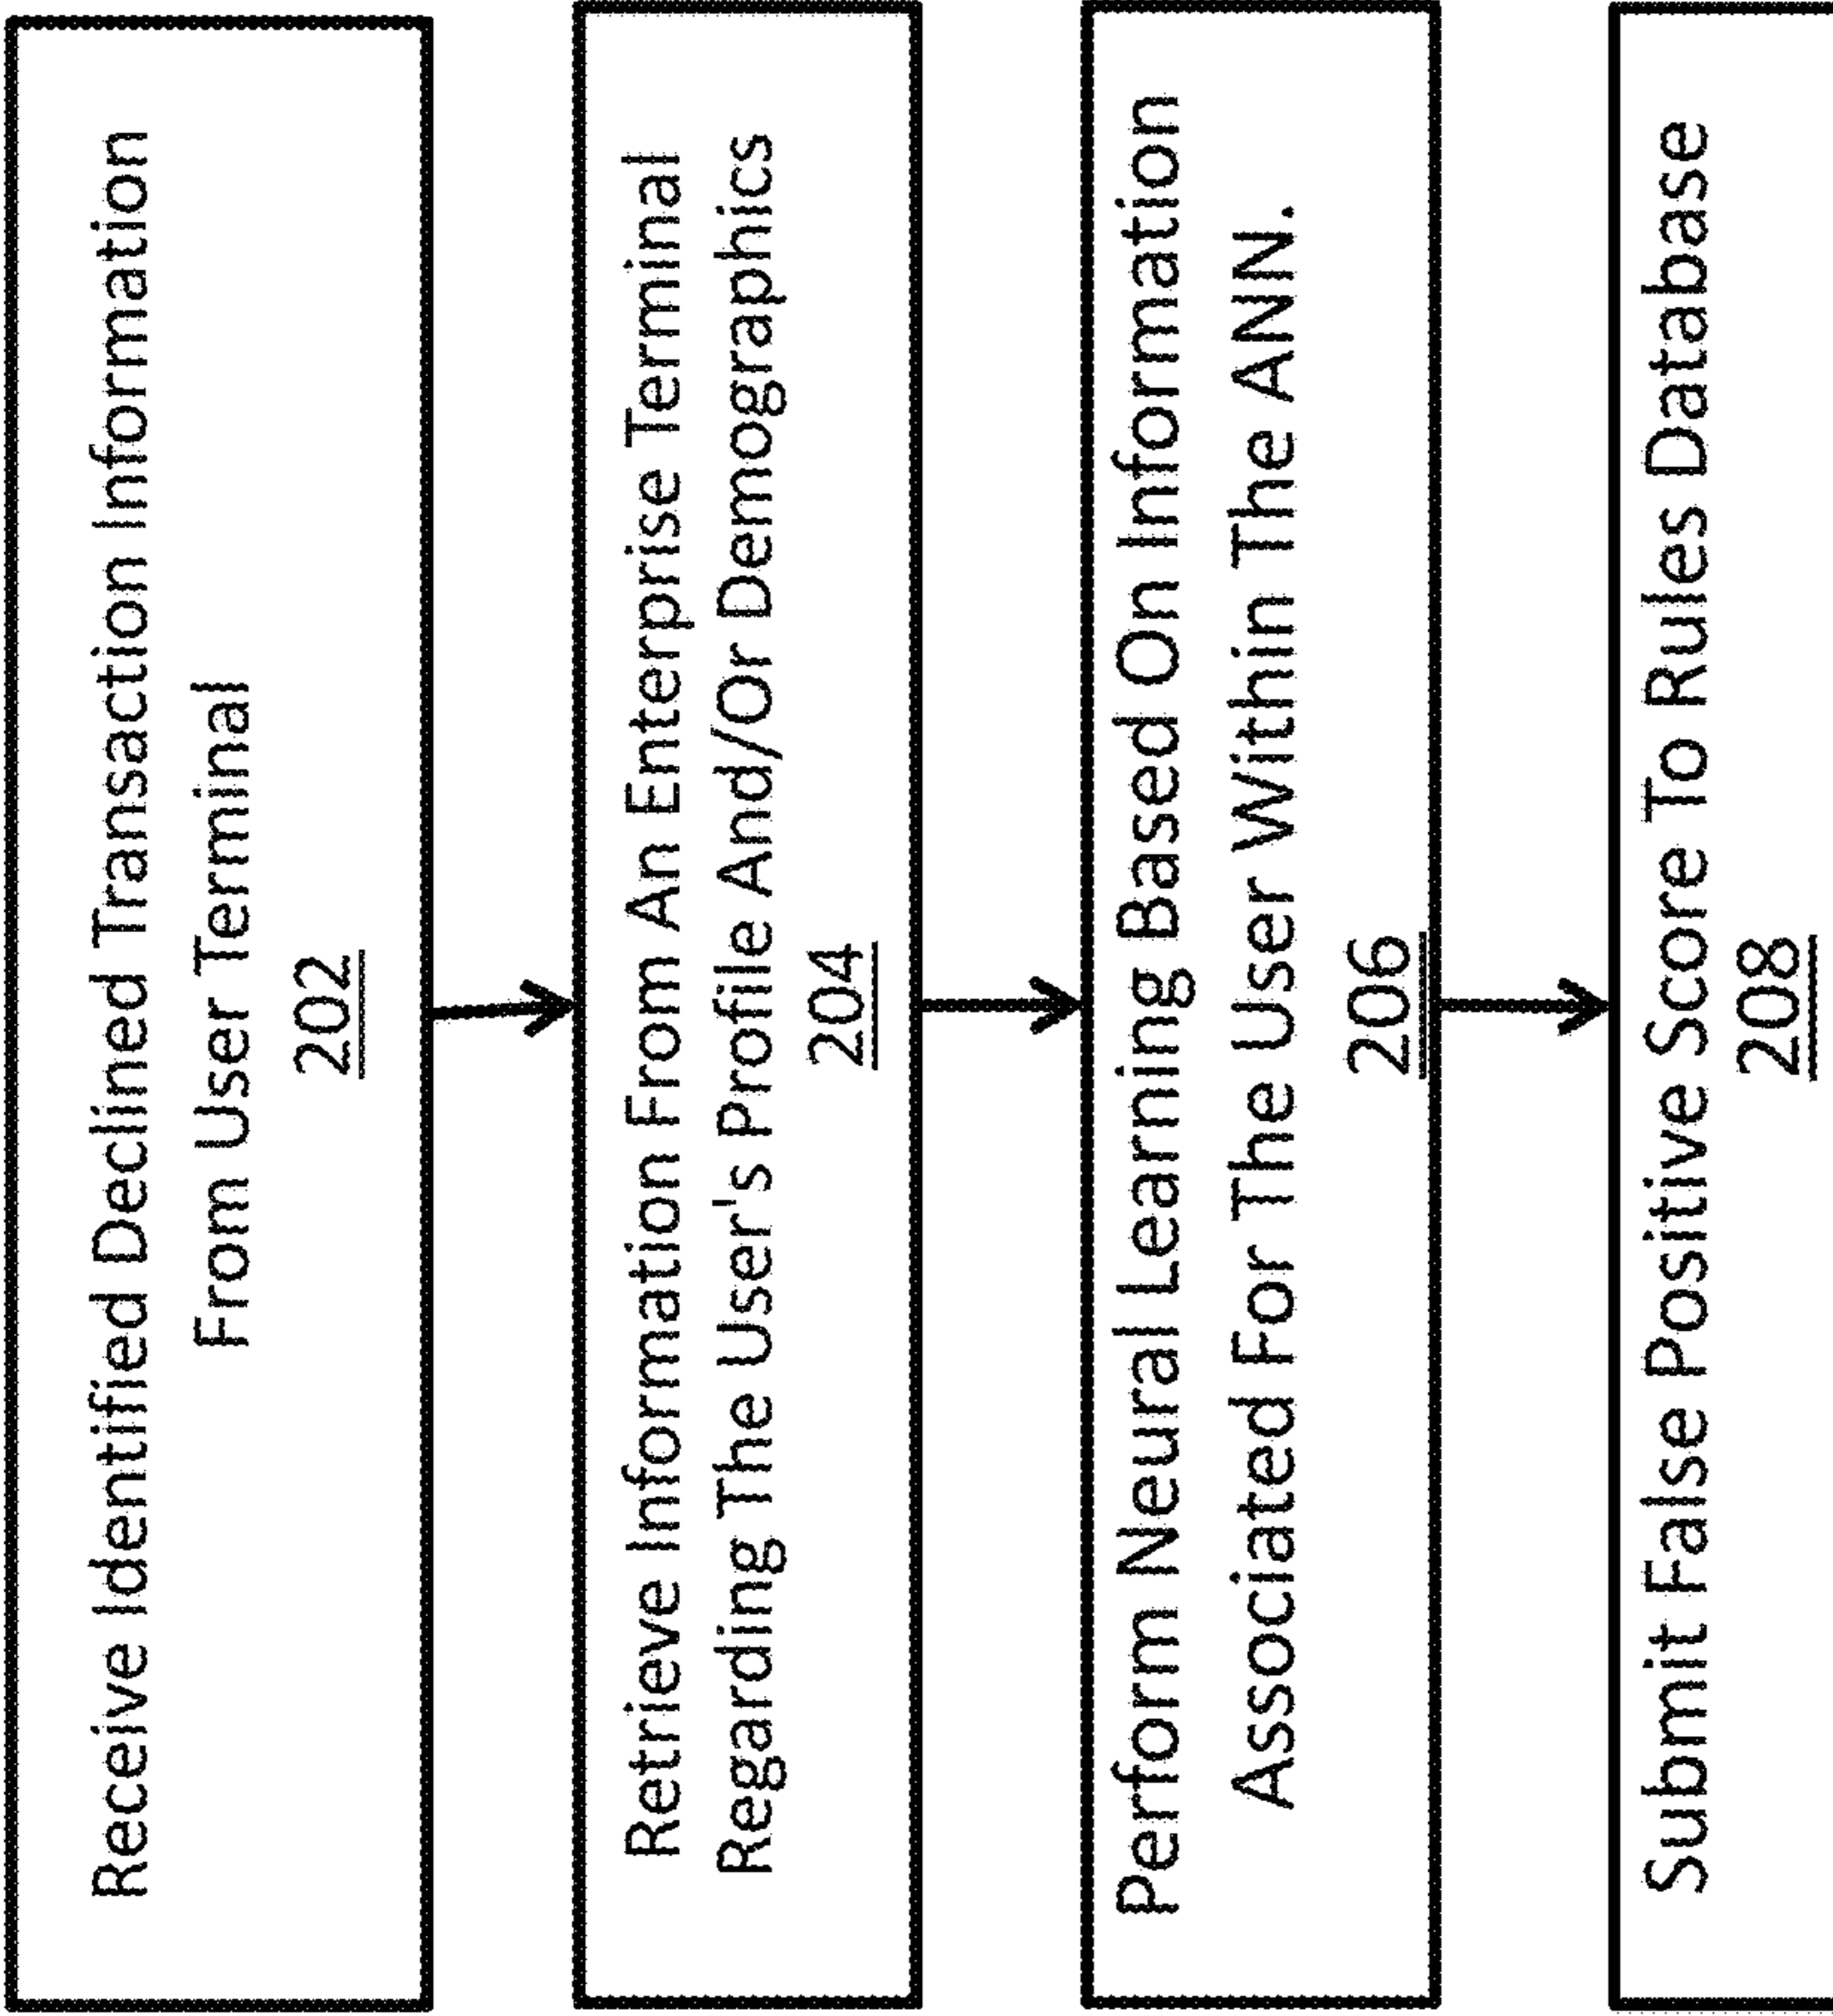 Receive Identified Declined Transaction Information
From User Terminal
202
Retrieve Information From An Enterprise Terminal
Regarding The User's Profile And/Or Demographics
204
Perform Neural Learning Based On Information
Associated For The User Within The ANN.
206
Submit False Positive Score To Rules Database
208